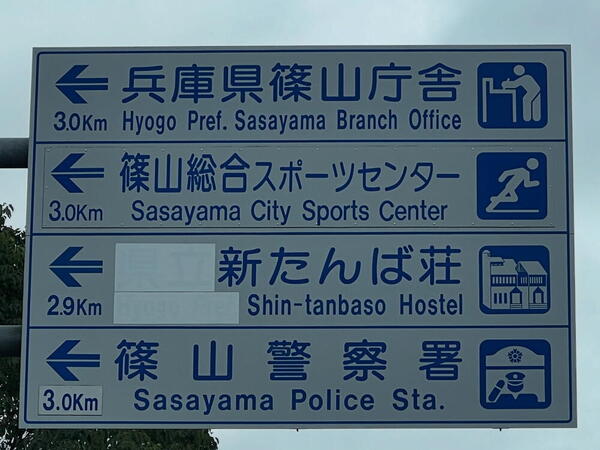 兵庫県篠山庁舎
3.0Km Hyogo Pref. Sasayama Branch Office
篠山総合スポーツセンター
3.0Km Sasayama City Sports Center
新たんば荘
2.9Km Shin-tanbaso Hostel
篠山警察署
3.0Km Sasayama Police Sta.